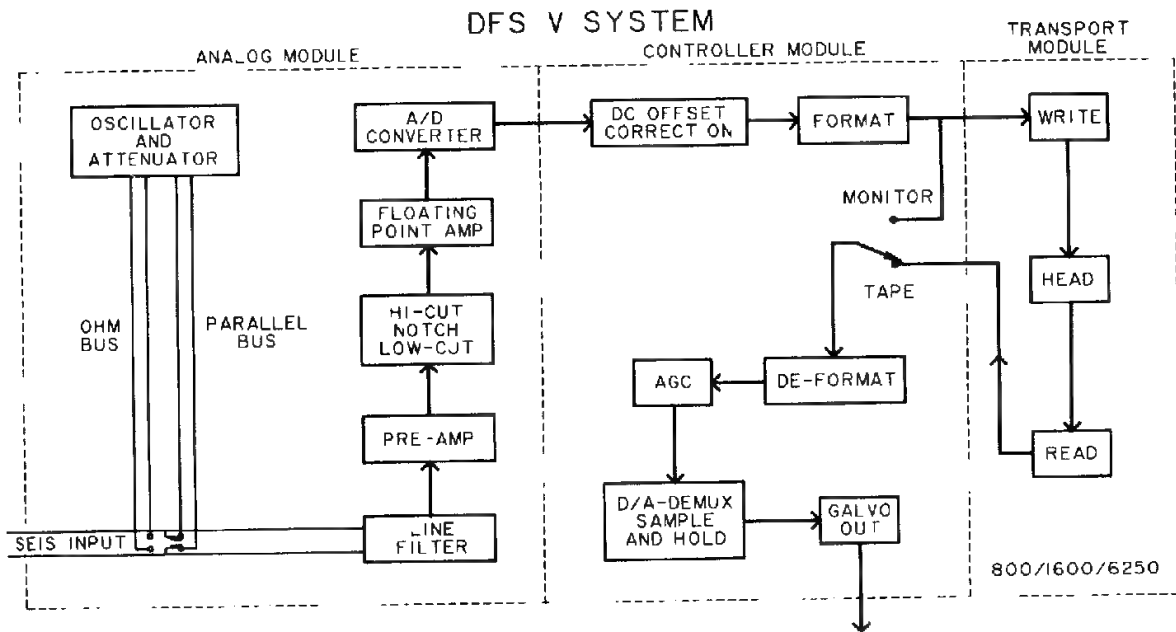 DFS V SYSTEM
ANALOG MODULE
CONTROLLER MODULE
TRANSPORT
MODULE
OSCILLATOR
AND
ATTENUATOR
A/D
CONVERTER
DC OFFSET
CORRECT ON
FORMAT
WRITE
MONITOR
FLOATING
POINT AMP
HEAD
TAPE
OHM
BUS
PARALLEL
BUS
HI-CUT
NOTCH
LOW-CUT
AGC
DE-FORMAT
PRE-AMP
READ
SEIS INPUT
LINE
FILTER
D/A-DEMUX
SAMPLE
AND HOLD
GALVO
OUT
800/1600/6250